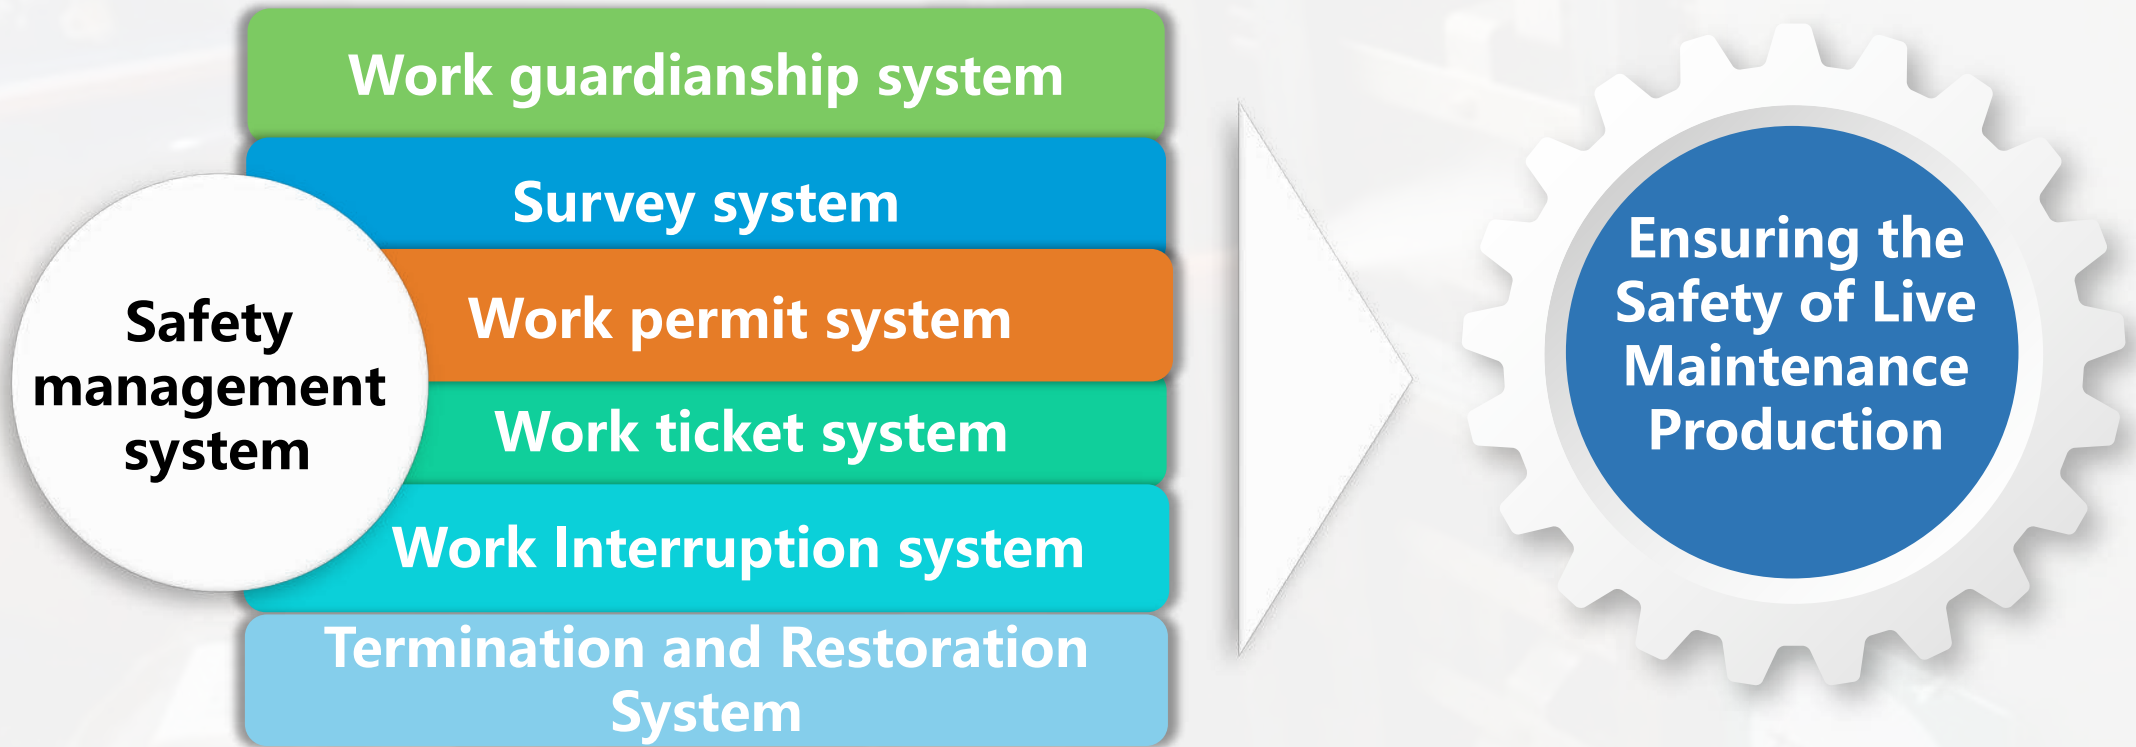 Work guardianship system
Survey system
Work permit system
Work ticket system
Work Interruption system
Termination and Restoration
System
Safety
management
system
Ensuring the
Safety of Live
Maintenance
Production